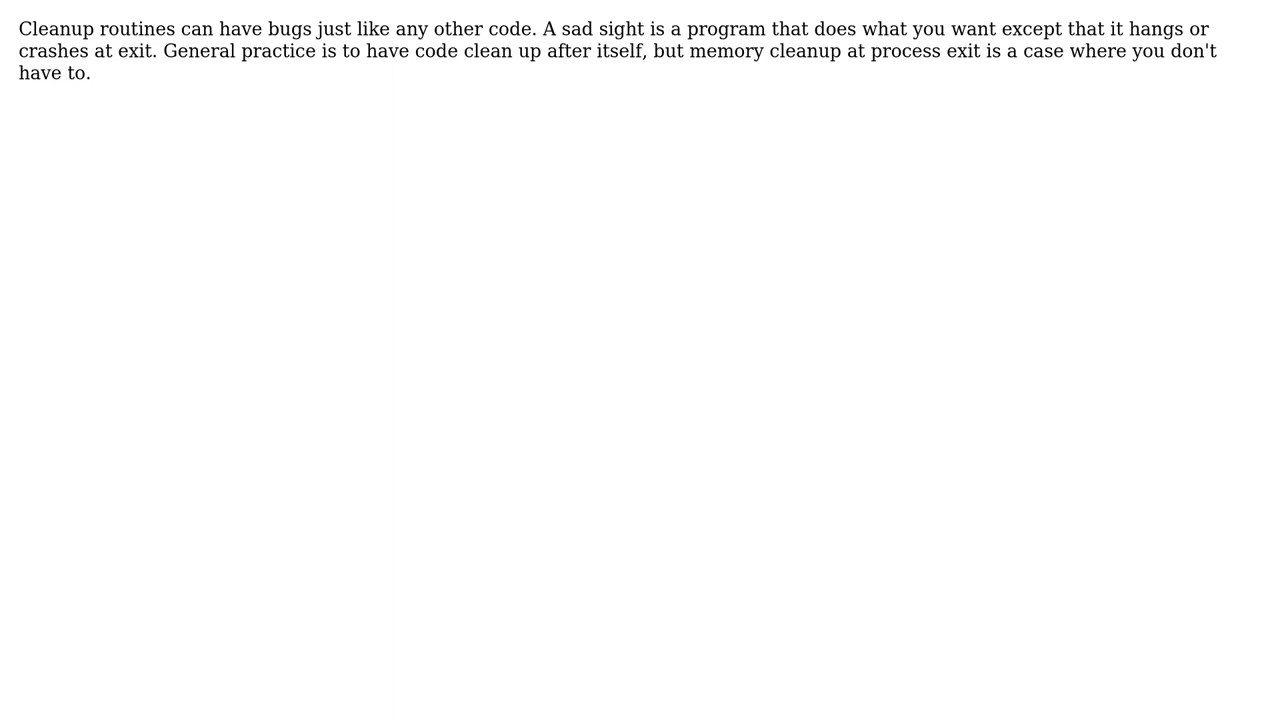 Cleanup routines can have bugs just like any other code. A sad sight is a program that does what you want except that it hangs or
crashes at exit. General practice is to have code clean up after itself, but memory cleanup at process exit is a case where you don't
have to.